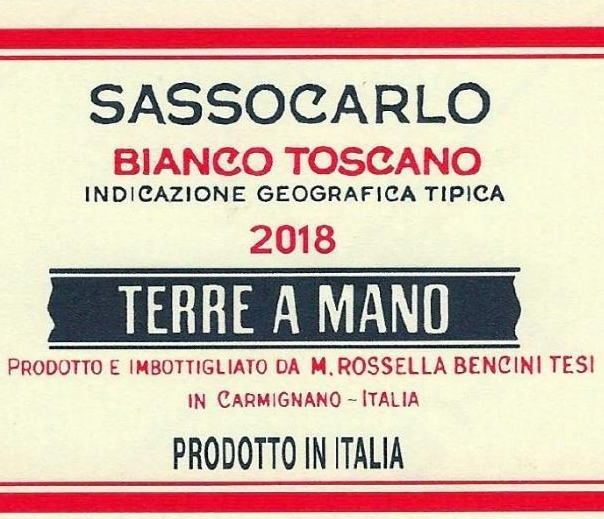 SASSOCARLO
BIANCO TOSCANO
INDICAZIONE GEOGRAFICA TIPICA
2018
TERRE A MANO
PRODOTTO E IMBOTTIGLIATO DA M. ROSSELLA BENCINI TESI
IN CARMIGNANO - ITALIA
PRODOTTO IN ITALIA